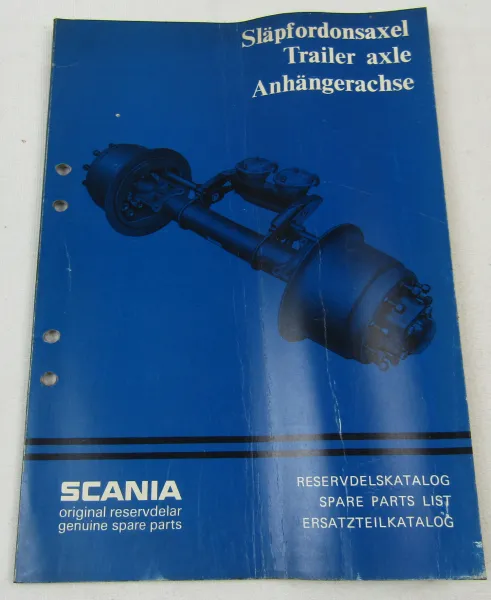 Släpfordonsaxel
Trailer axle
Anhängerachse
SCANIA
original reservdelar
genuine spare parts
RESERVDELSKATALOG
SPARE PARTS LIST
ERSATZTEILKATALOG